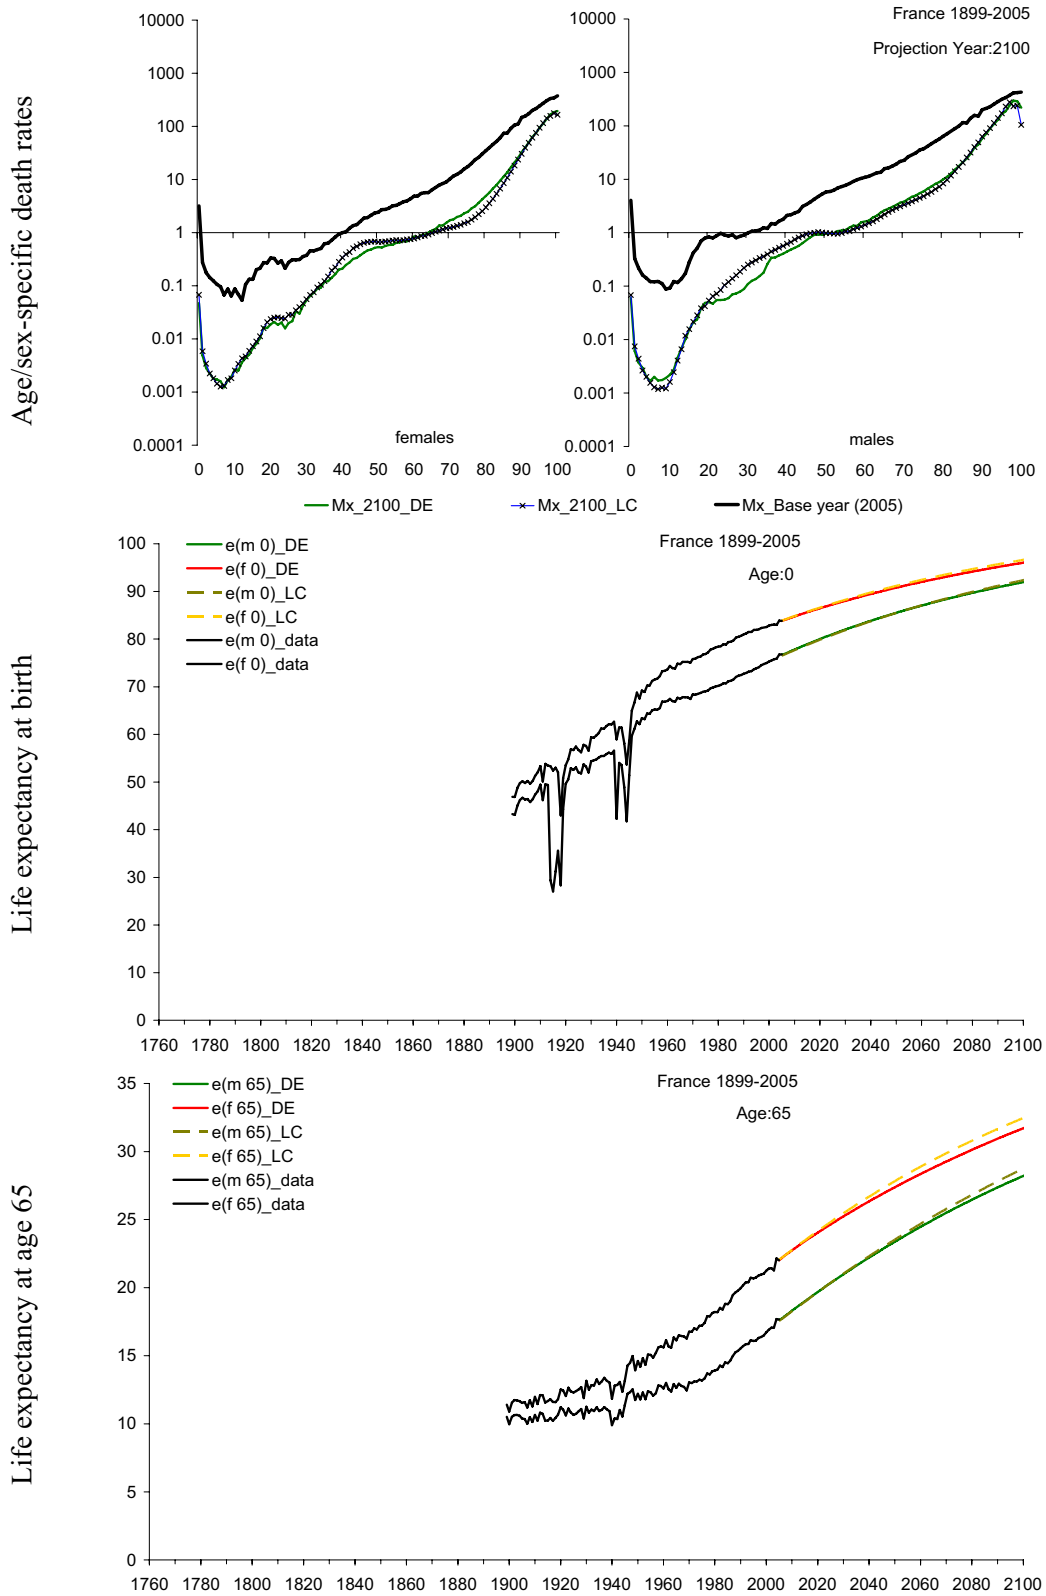 Age/sex-specific death rates
France 1899-2005
Projection Year:2100
10000
1000
100
10
1
0.1
0.01
0.001
0.0001
females
0 10 20 30 40 50 60 70 80 90 100
10000
1000
100
10
1
0.1
0.01
0.001
0.0001
males
0 10 20 30 40 50 60 70 80 90 100
Mx_2100_DE Mx_2100_LC Mx_Base year (2005)
Life expectancy at birth
France 1899-2005
Age:0
e(m 0)_DE
e(f 0)_DE
e(m 0)_LC
e(f 0)_LC
e(m 0)_data
e(f 0)_data
100
90
80
70
60
50
40
30
20
10
0
1760 1780 1800 1820 1840 1860 1880 1900 1920 1940 1960 1980 2000 2020 2040 2060 2080 2100
Life expectancy at age 65
France 1899-2005
Age:65
e(m 65)_DE
e(f 65)_DE
e(m 65)_LC
e(f 65)_LC
e(m 65)_data
e(f 65)_data
35
30
25
20
15
10
5
0
1760 1780 1800 1820 1840 1860 1880 1900 1920 1940 1960 1980 2000 2020 2040 2060 2080 2100